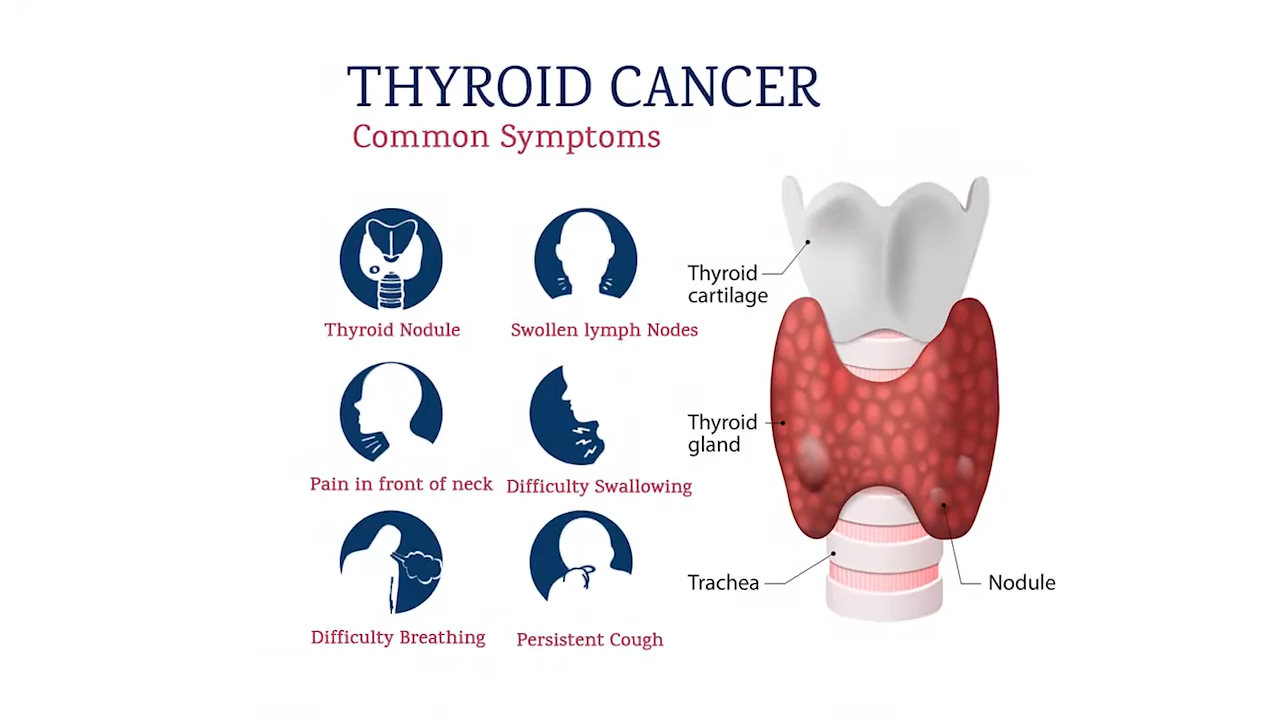 THYROID CANCER
Common Symptoms
Thyroid Nodule
Swollen lymph Nodes
Pain in front of neck
Difficulty Swallowing
Difficulty Breathing
Persistent Cough
Thyroid
cartilage
Thyroid
gland
Trachea
Nodule